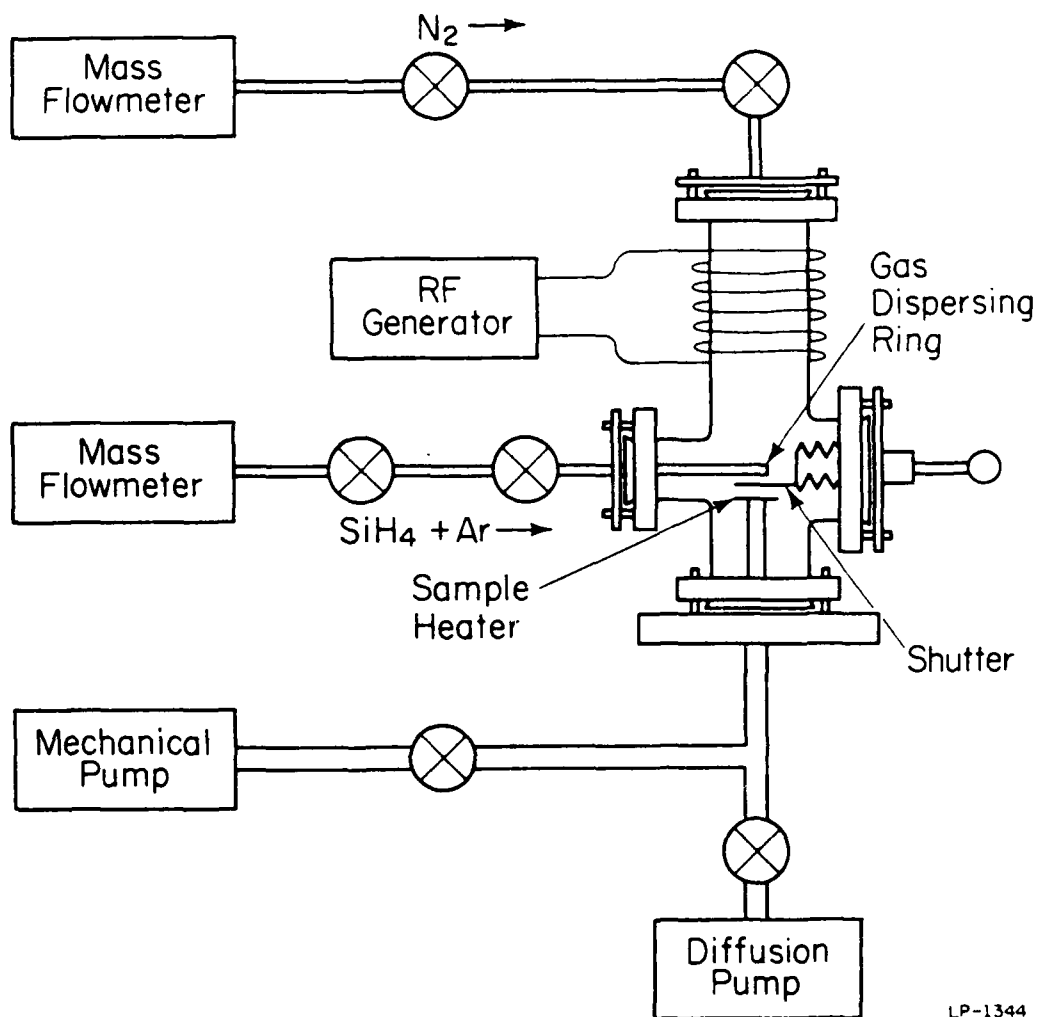 N₂ →
Mass
Flowmeter
RF
Generator
Gas
Dispersing
Ring
Mass
Flowmeter
SiH₄ + Ar →
Sample
Heater
Shutter
Mechanical
Pump
Diffusion
Pump
LP-1344